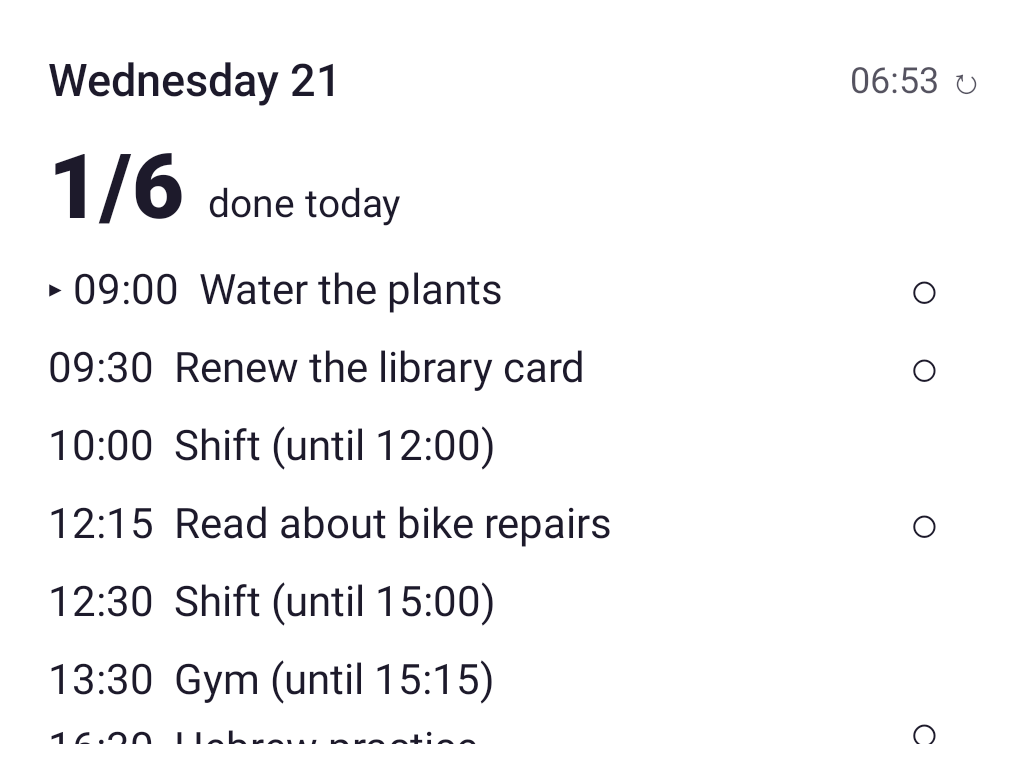 Wednesday 21 06:53 ↻
1/6 done today
▸ 09:00 Water the plants ○
09:30 Renew the library card ○
10:00 Shift (until 12:00)
12:15 Read about bike repairs ○
12:30 Shift (until 15:00)
13:30 Gym (until 15:15)
Hebrew practice ○